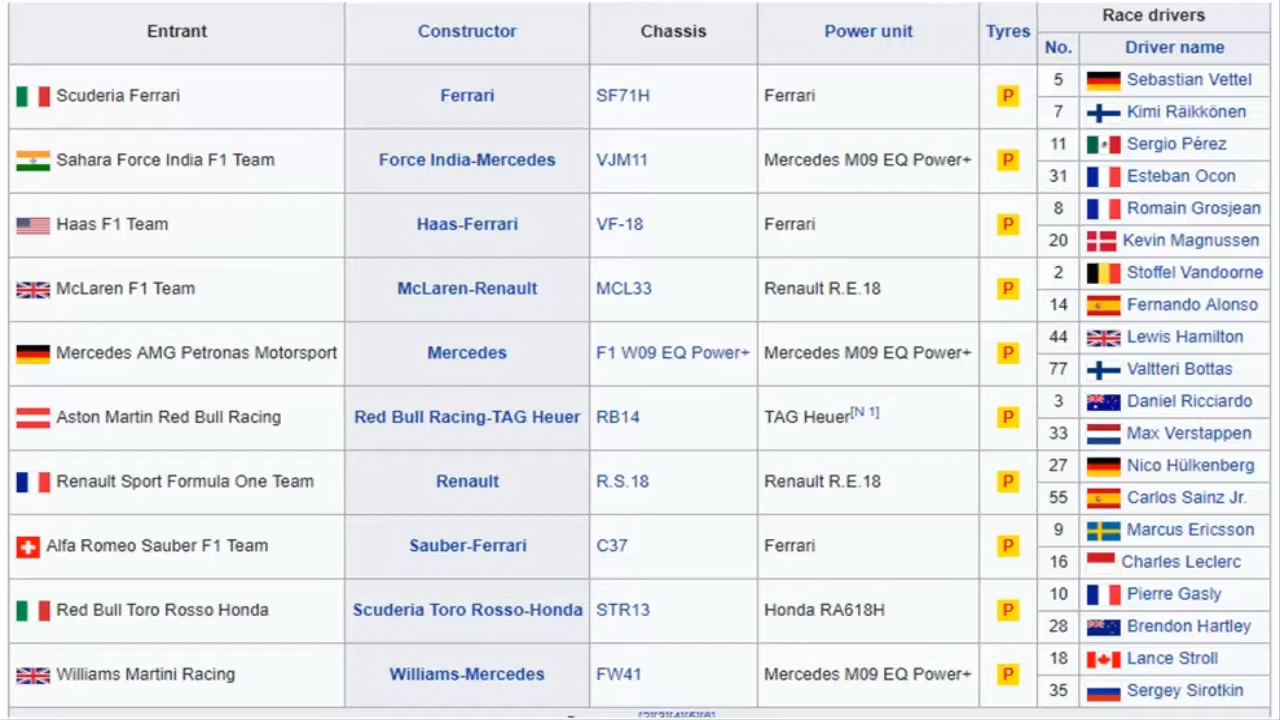 Entrant Constructor Chassis Power unit Tyres Race drivers
No. Driver name
Scuderia Ferrari Ferrari SF71H Ferrari P 5 Sebastian Vettel
7 Kimi Räikkönen
Sahara Force India F1 Team Force India-Mercedes VJM11 Mercedes M09 EQ Power+ P 11 Sergio Pérez
31 Esteban Ocon
Haas F1 Team Haas-Ferrari VF-18 Ferrari P 8 Romain Grosjean
20 Kevin Magnussen
McLaren F1 Team McLaren-Renault MCL33 Renault R.E.18 P 2 Stoffel Vandoorne
14 Fernando Alonso
Mercedes AMG Petronas Motorsport Mercedes F1 W09 EQ Power+ Mercedes M09 EQ Power+ P 44 Lewis Hamilton
77 Valtteri Bottas
Aston Martin Red Bull Racing Red Bull Racing-TAG Heuer RB14 TAG Heuer[N 1] P 3 Daniel Ricciardo
33 Max Verstappen
Renault Sport Formula One Team Renault R.S.18 Renault R.E.18 P 27 Nico Hülkenberg
55 Carlos Sainz Jr.
Alfa Romeo Sauber F1 Team Sauber-Ferrari C37 Ferrari P 9 Marcus Ericsson
16 Charles Leclerc
Red Bull Toro Rosso Honda Scuderia Toro Rosso-Honda STR13 Honda RA618H P 10 Pierre Gasly
28 Brendon Hartley
Williams Martini Racing Williams-Mercedes FW41 Mercedes M09 EQ Power+ P 18 Lance Stroll
35 Sergey Sirotkin